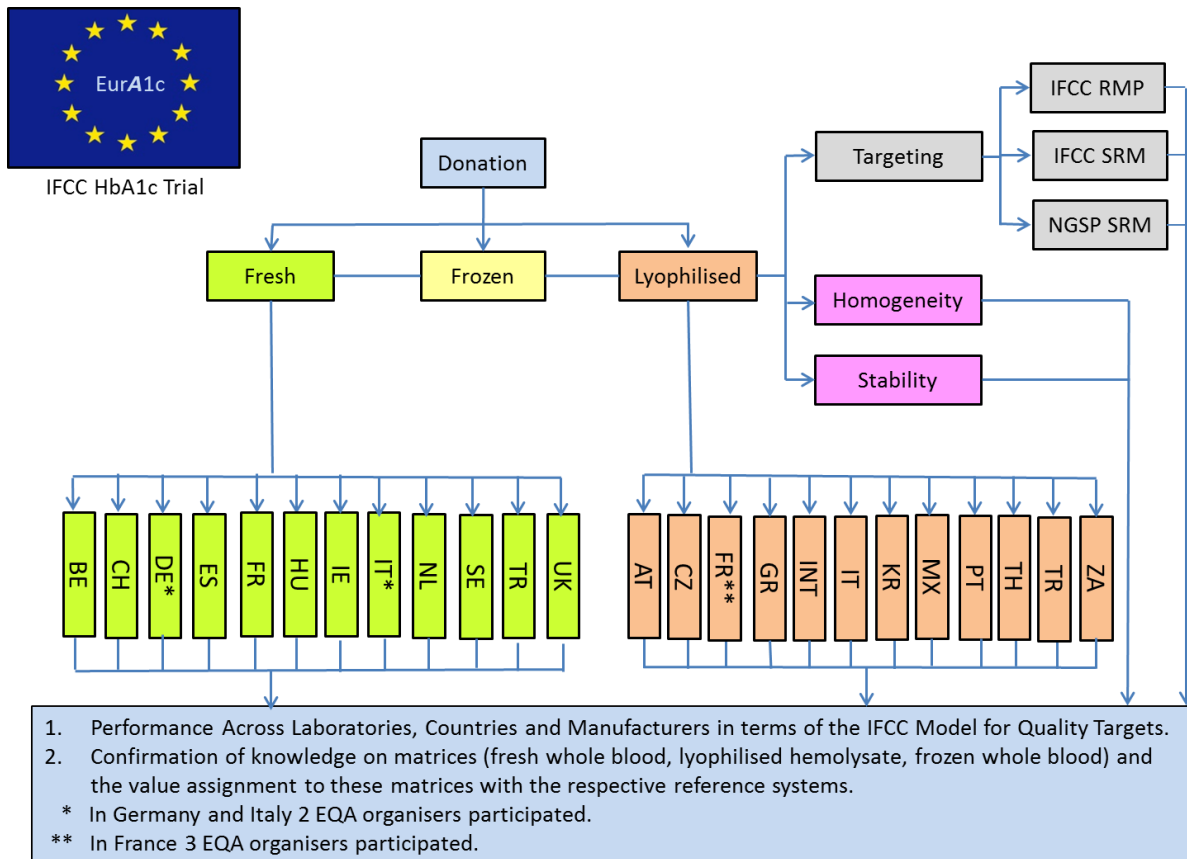 EurA1c
IFCC HbA1c Trial
Donation
Fresh
Frozen
Lyophilised
Targeting
Homogeneity
Stability
IFCC RMP
IFCC SRM
NGSP SRM
BE
CH
DE*
ES
FR
HU
IE
IT*
NL
SE
TR
UK
AT
CZ
FR**
GR
INT
IT
KR
MX
PT
TH
TR
ZA
1. Performance Across Laboratories, Countries and Manufacturers in terms of the IFCC Model for Quality Targets.
2. Confirmation of knowledge on matrices (fresh whole blood, lyophilised hemolysate, frozen whole blood) and
the value assignment to these matrices with the respective reference systems.
* In Germany and Italy 2 EQA organisers participated.
** In France 3 EQA organisers participated.